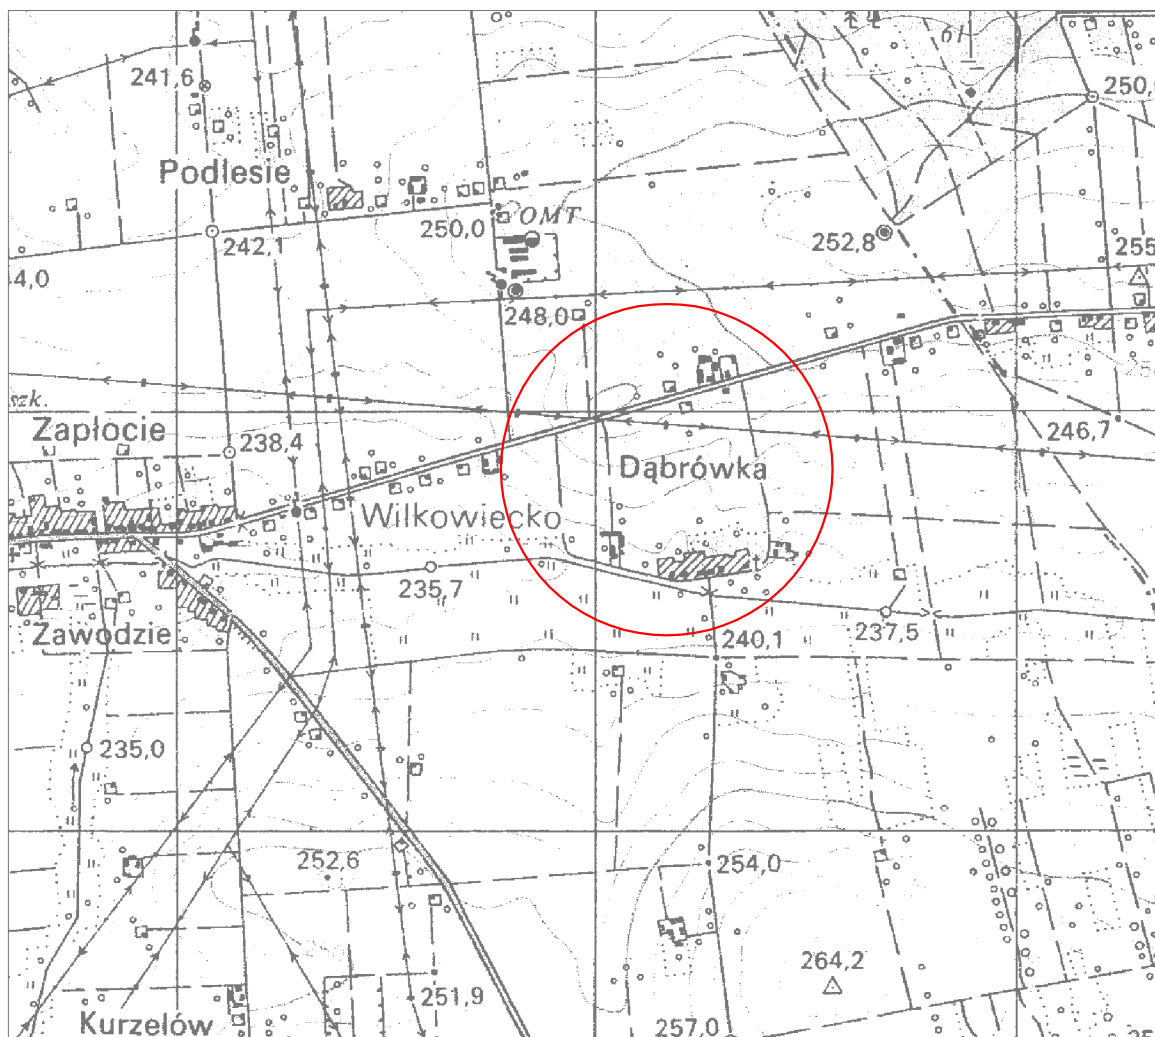 61
241,6
250,
Podlesie
OMT
250,0
242,1
252,8
255
4,0
248,0
szk.
Zapłocie
238,4
246,7
Dąbrówka
Wilkowiecko
235,7
Zawodzie
237,5
240,1
235,0
252,6
254,0
264,2
251,9
Kurzelów
257,0